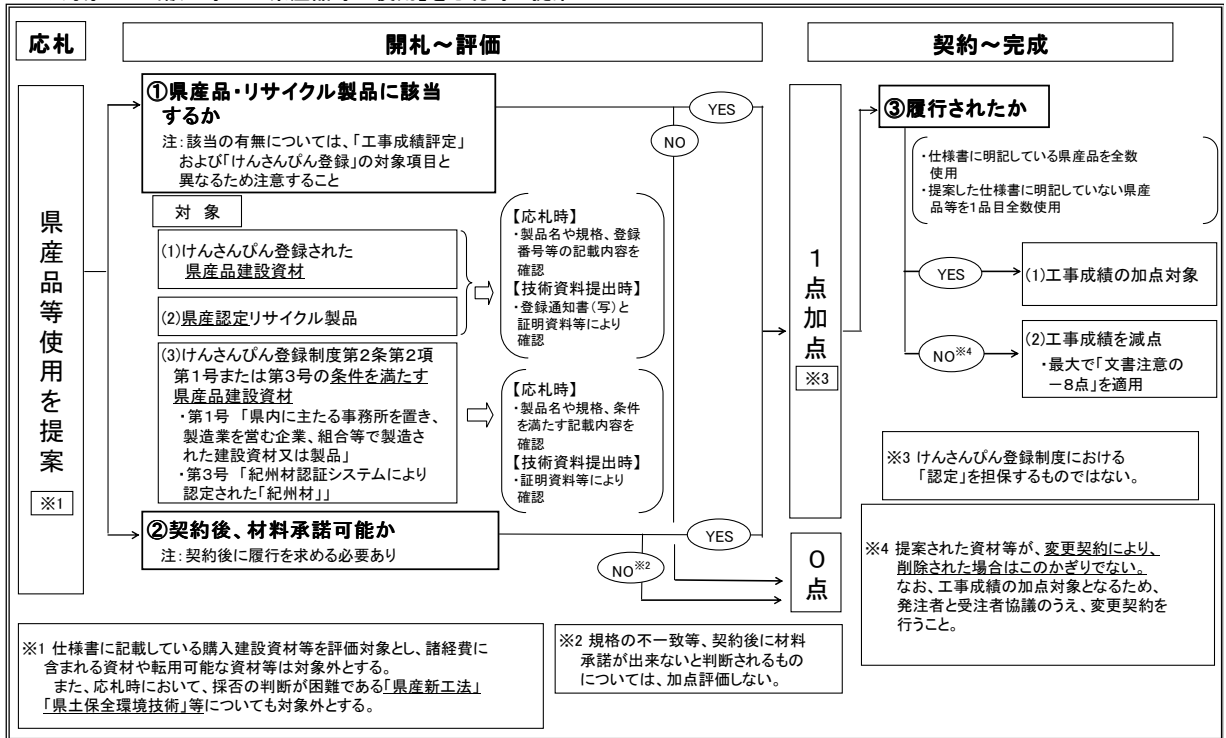 応札
開札～評価
契約～完成
県産品等使用を提案
※1
①県産品・リサイクル製品に該当
するか
注：該当の有無については、「工事成績評定」
および「けんさんぴん登録」の対象項目と
異なるため注意すること
対 象
(1)けんさんぴん登録された
県産品建設資材
(2)県産認定リサイクル製品
(3)けんさんぴん登録制度第2条第2項
第1号または第3号の条件を満たす
県産品建設資材
・第1号 「県内に主たる事務所を置き、
製造業を営む企業、組合等で製造さ
れた建設資材又は製品」
・第3号 「紀州材認証システムにより
認定された「紀州材」」
【応札時】
・製品名や規格、登録
番号等の記載内容を
確認
【技術資料提出時】
・登録通知書(写)と
証明資料等により
確認
【応札時】
・製品名や規格、条件
を満たす記載内容を
確認
【技術資料提出時】
・証明資料等により
確認
②契約後、材料承諾可能か
注：契約後に履行を求める必要あり
YES
NO
YES
NO※2
1点加点
※3
0点
③履行されたか
・仕様書に明記している県産品を全数
使用
・提案した仕様書に明記していない県産
品等を1品目全数使用
YES
(1)工事成績の加点対象
NO※4
(2)工事成績を減点
・最大で「文書注意の
－8点」を適用
※3 けんさんぴん登録制度における
「認定」を担保するものではない。
※4 提案された資材等が、変更契約により、
削除された場合はこのかぎりでない。
なお、工事成績の加点対象となるため、
発注者と受注者協議のうえ、変更契約を
行うこと。
※1 仕様書に記載している購入建設資材等を評価対象とし、諸経費に
含まれる資材や転用可能な資材等は対象外とする。
また、応札時において、採否の判断が困難である「県産新工法」
「県土保全環境技術」等についても対象外とする。
※2 規格の不一致等、契約後に材料
承諾が出来ないと判断されるもの
については、加点評価しない。